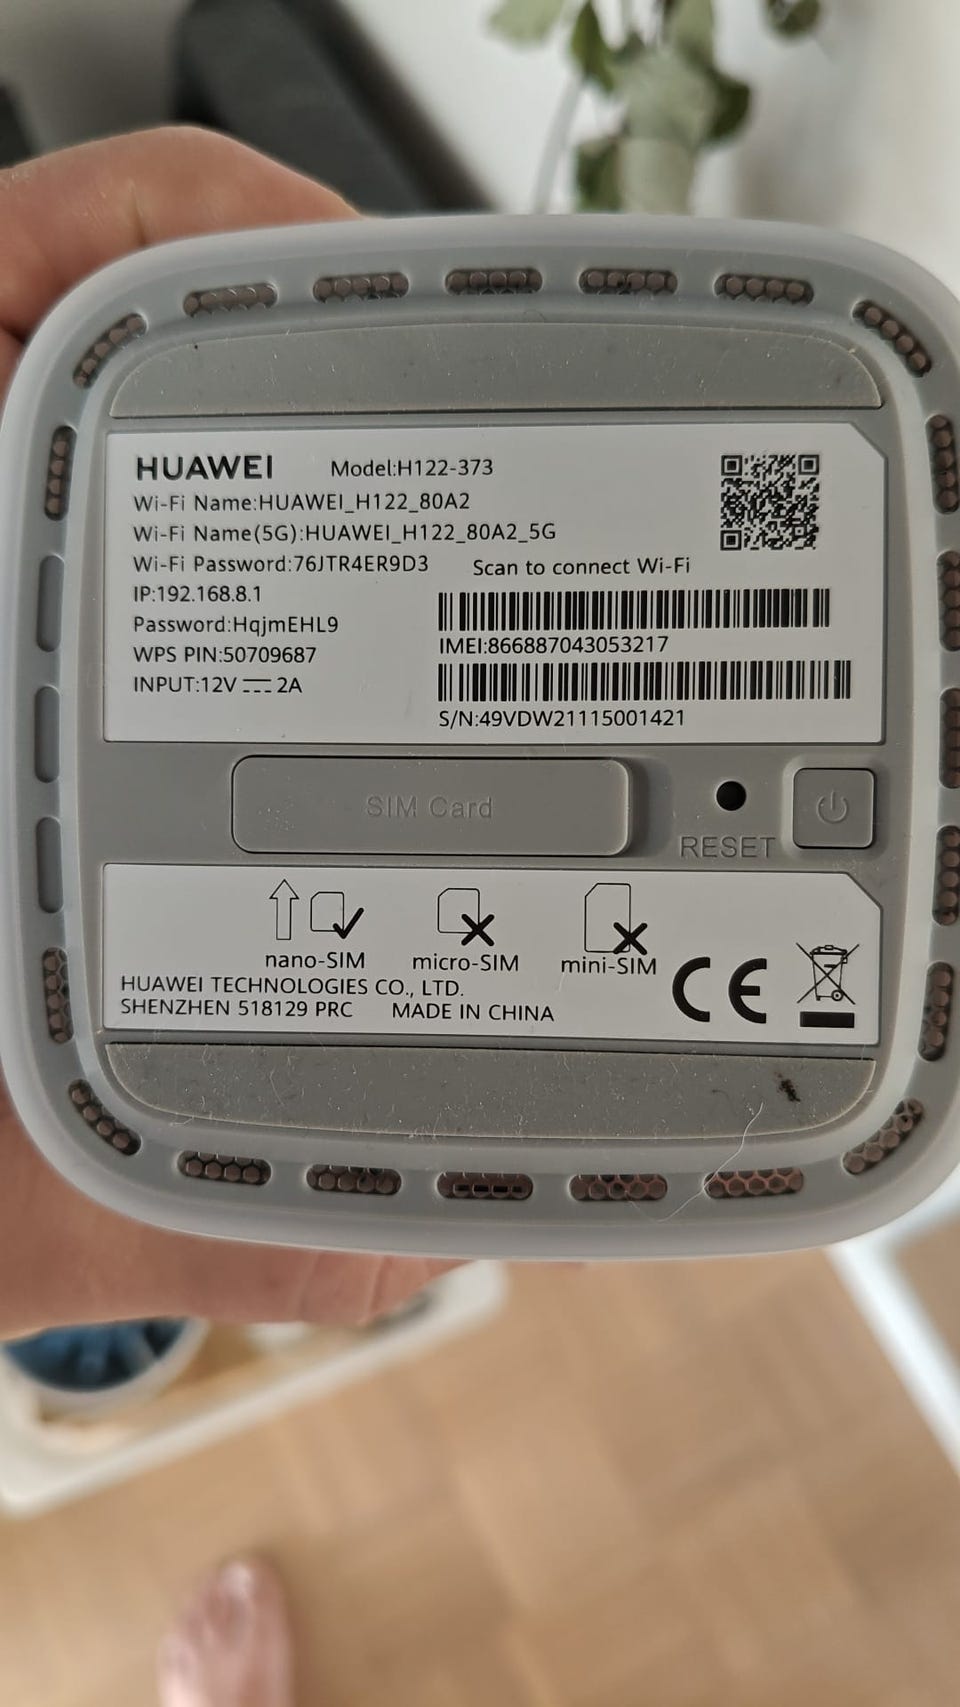 HUAWEI Model:H122-373
Wi-Fi Name:HUAWEI_H122_80A2
Wi-Fi Name(5G):HUAWEI_H122_80A2_5G
Wi-Fi Password:76JTR4ER9D3
Scan to connect Wi-Fi
IP:192.168.8.1
Password:HqjmEHL9
IMEI:866887043053217
WPS PIN:50709687
INPUT:12V ⎓ 2A
S/N:49VDW21115001421
SIM Card
RESET
nano-SIM micro-SIM mini-SIM
HUAWEI TECHNOLOGIES CO., LTD.
SHENZHEN 518129 PRC MADE IN CHINA
CE